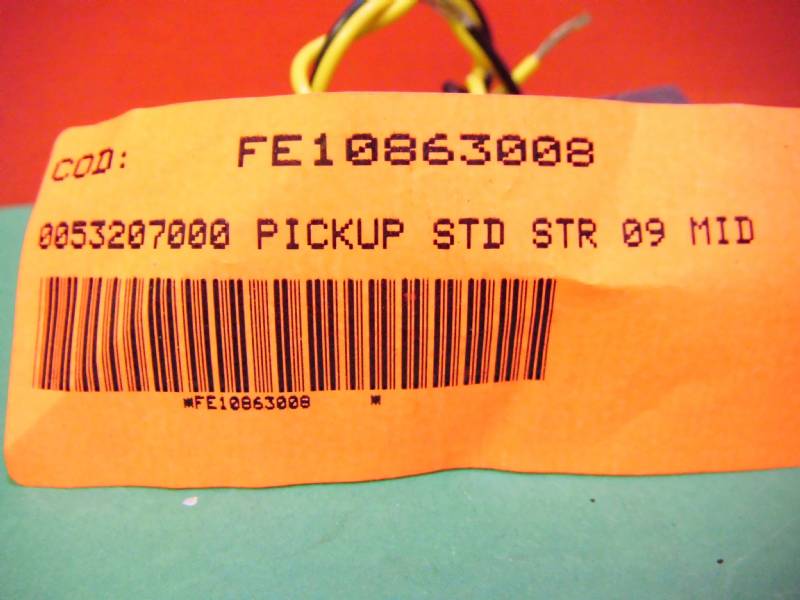 COD: FE10863008
0053207000 PICKUP STD STR 09 MID
*FE10863008 *